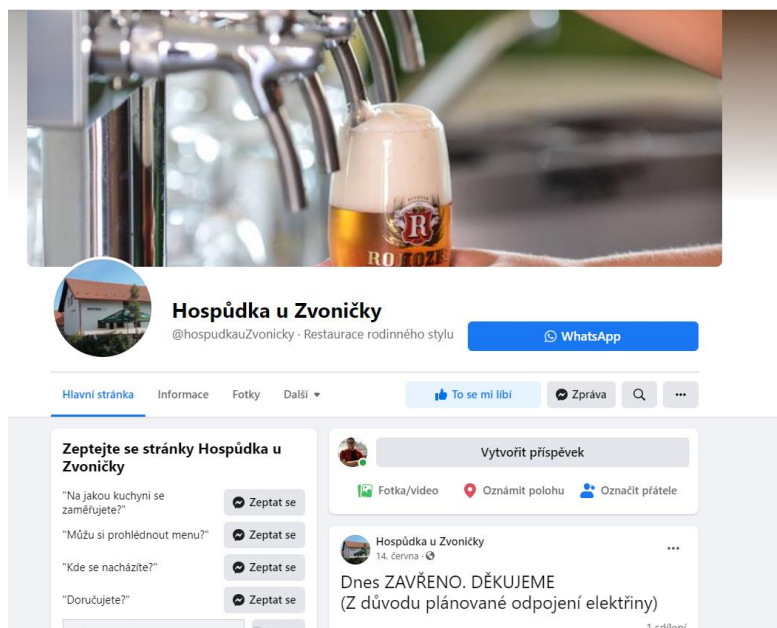 R
ROHOZEC
Hospůdka u Zvoničky
@hospudkauZvonicky · Restaurace rodinného stylu
WhatsApp
Hlavní stránka
Informace
Fotky
Další
To se mi líbí
Zpráva
Zeptejte se stránky Hospůdka u
Zvoničky
"Na jakou kuchyni se
zaměřujete?"
Zeptat se
"Můžu si prohlédnout menu?"
Zeptat se
"Kde se nacházíte?"
Zeptat se
"Doručujete?"
Zeptat se
Vytvořit příspěvek
Fotka/video
Oznámit polohu
Označit přátele
Hospůdka u Zvoničky
14. června ·
Dnes ZAVŘENO. DĚKUJEME
(Z důvodu plánované odpojení elektřiny)
1 sdílení